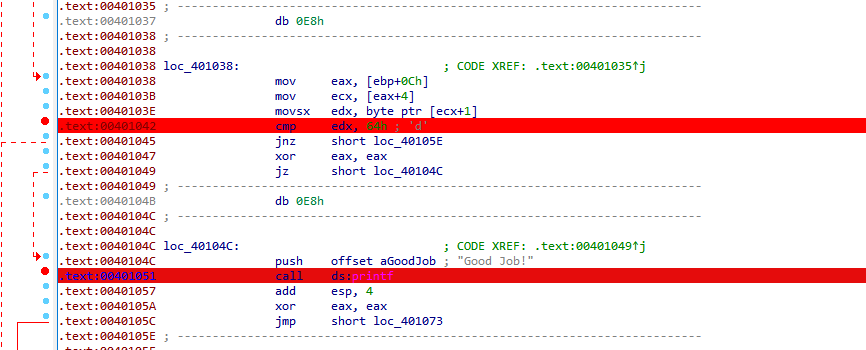 .text:00401035 ; ---------------------------------------------------------------------------
.text:00401037 db 0E8h
.text:00401038 ; ---------------------------------------------------------------------------
.text:00401038
.text:00401038 loc_401038: ; CODE XREF: .text:00401035↑j
.text:00401038 mov eax, [ebp+0Ch]
.text:0040103B mov ecx, [eax+4]
.text:0040103E movsx edx, byte ptr [ecx+1]
.text:00401042 cmp edx, 64h ; 'd'
.text:00401045 jnz short loc_40105E
.text:00401047 xor eax, eax
.text:00401049 jz short loc_40104C
.text:00401049 ; ---------------------------------------------------------------------------
.text:0040104B db 0E8h
.text:0040104C ; ---------------------------------------------------------------------------
.text:0040104C
.text:0040104C loc_40104C: ; CODE XREF: .text:00401049↑j
.text:0040104C push offset aGoodJob ; "Good Job!"
.text:00401051 call ds:printf
.text:00401057 add esp, 4
.text:0040105A xor eax, eax
.text:0040105C jmp short loc_401073
.text:0040105E ; ---------------------------------------------------------------------------